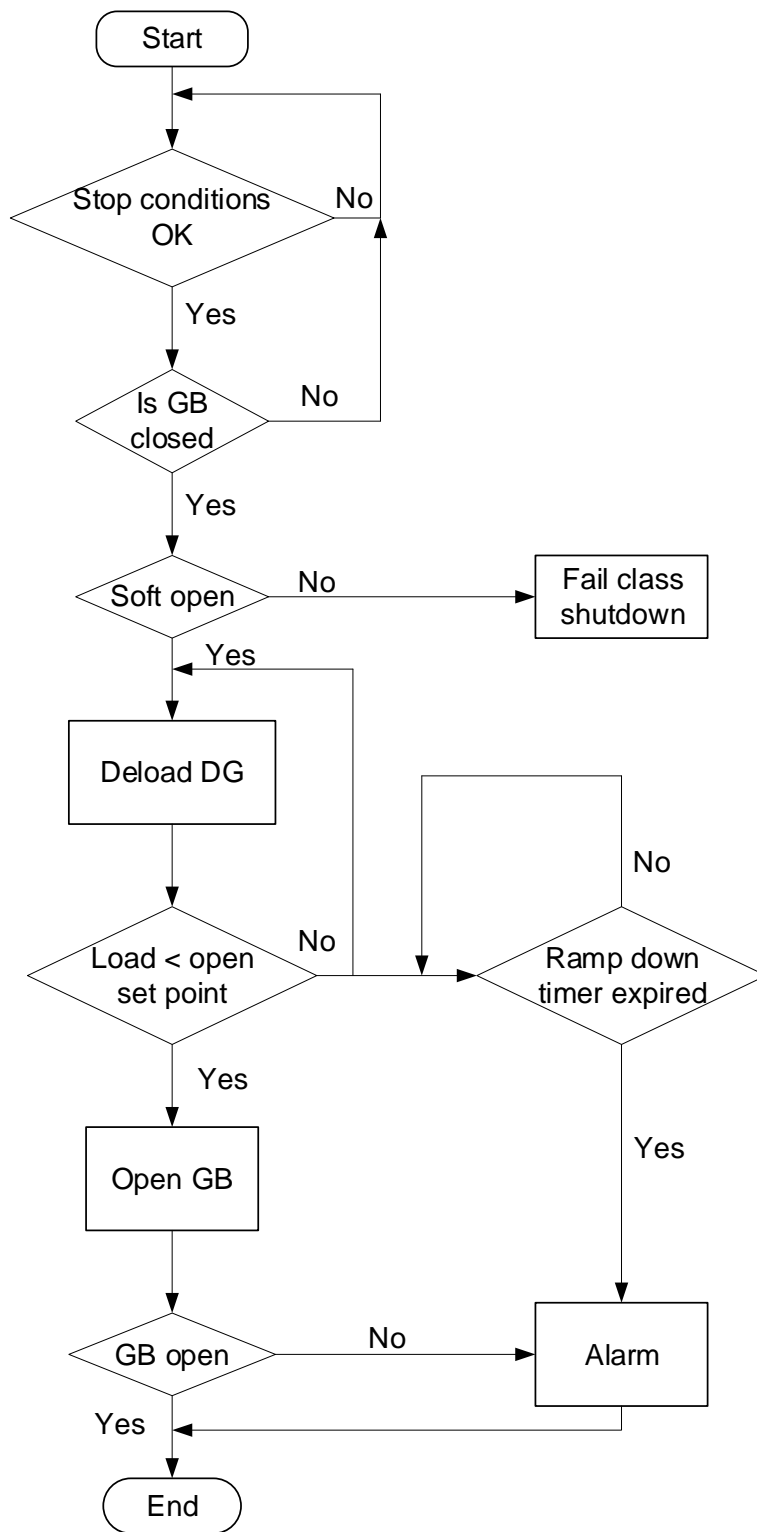 Start
Stop conditions
OK
No
Yes
Is GB
closed
No
Yes
Soft open
No
Fail class
shutdown
Yes
Deload DG
No
Load < open
set point
No
Ramp down
timer expired
Yes
Open GB
Yes
GB open
No
Alarm
Yes
End